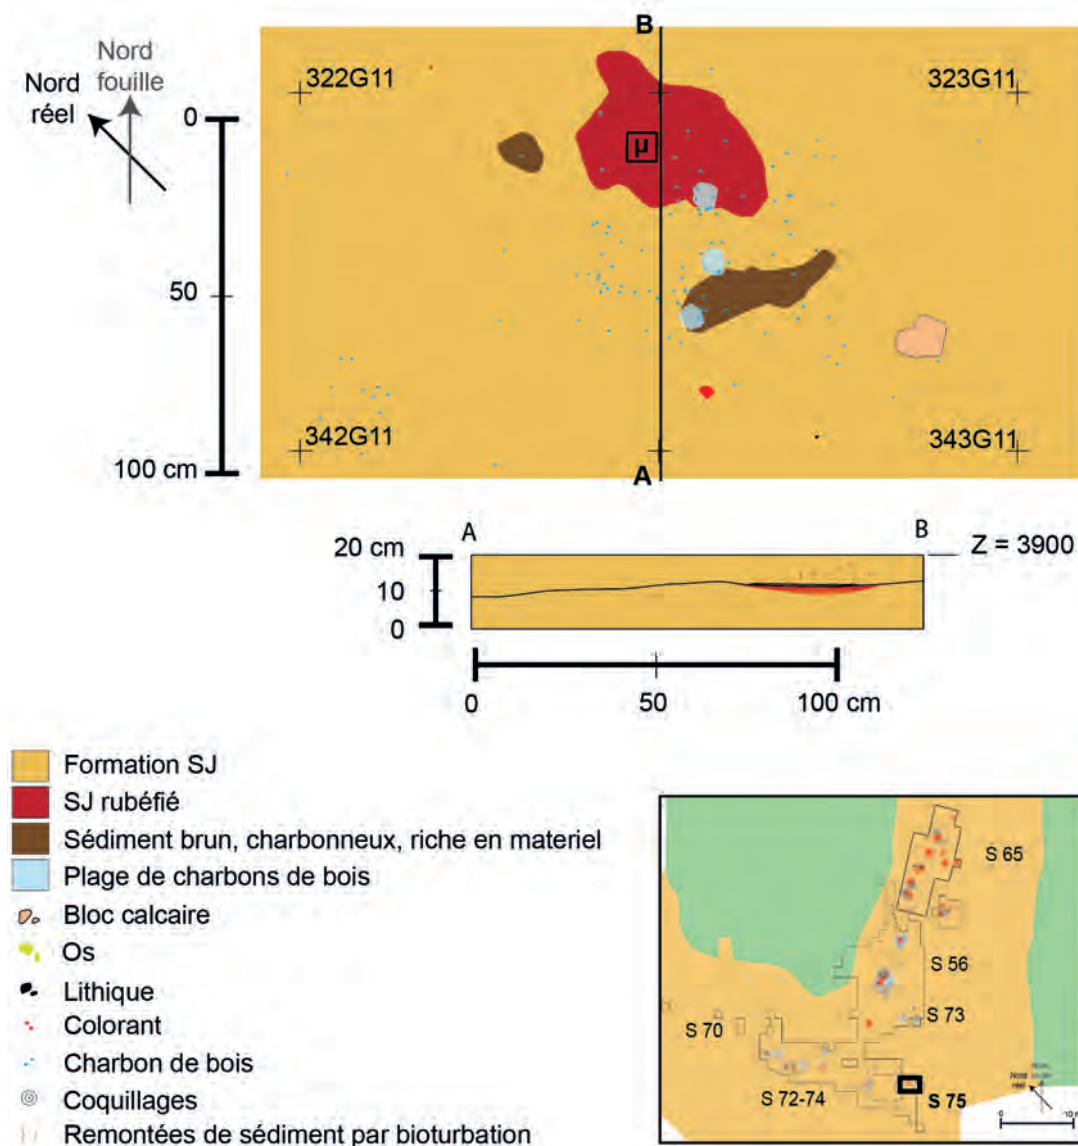 B
Nord
fouille
Nord
réel
322G11
323G11
0
µ
50
342G11
343G11
100 cm
A
A
B
20 cm
Z = 3900
10
0
0
50
100 cm
Formation SJ
SJ rubéfié
Sédiment brun, charbonneux, riche en materiel
Plage de charbons de bois
Bloc calcaire
Os
Lithique
Colorant
Charbon de bois
Coquillages
Remontées de sédiment par bioturbation
S 65
S 56
S 73
S 70
S 72-74
S 75
Nord
réel
0